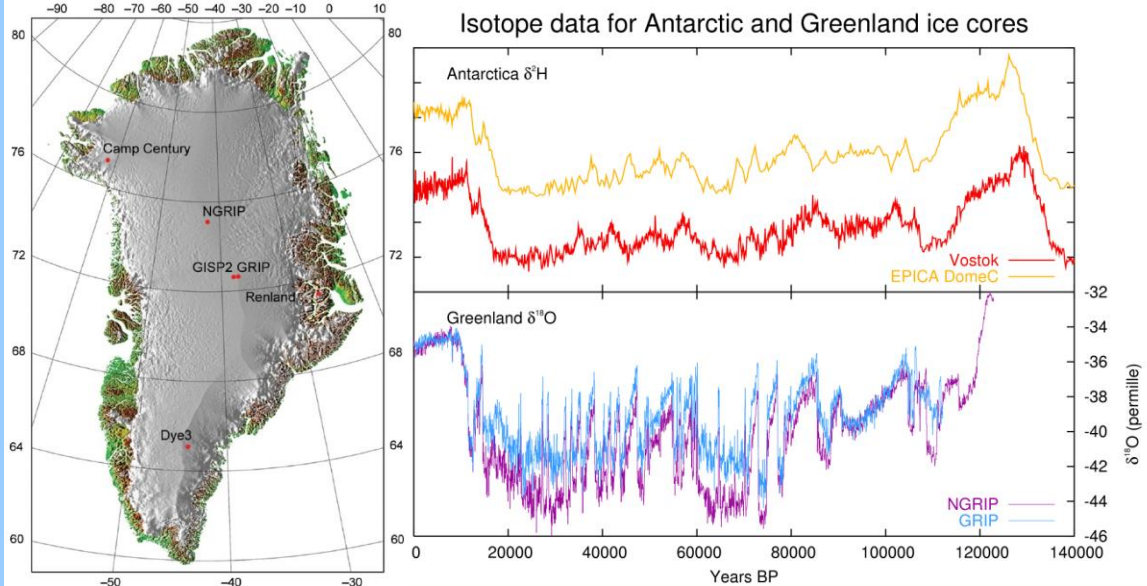 −90 −80 −70 −60 −50 −40 −30 −20 −10 0 10
80
80
76
76
72
72
68
68
64
64
60
60
−50 −40 −30
Camp Century
NGRIP
GISP2 GRIP
Renland
Dye3
Isotope data for Antarctic and Greenland ice cores
Antarctica δ²H
Vostok
EPICA DomeC
Greenland δ¹⁸O
NGRIP
GRIP
-32
-34
-36
-38
-40
-42
-44
-46
δ¹⁸O (permille)
0 20000 40000 60000 80000 100000 120000 140000
Years BP